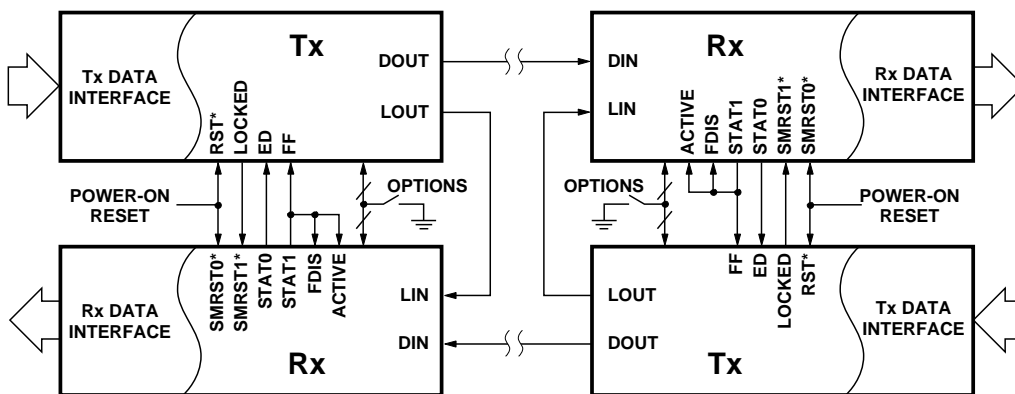 Tx
Tx DATA
INTERFACE
DOUT
LOUT
RST*
LOCKED
ED
FF
Rx
DIN
LIN
ACTIVE
FDIS
STAT1
STAT0
SMRST1*
SMRST0*
Rx DATA
INTERFACE
POWER-ON
RESET
OPTIONS
OPTIONS
POWER-ON
RESET
Rx DATA
INTERFACE
SMRST0*
SMRST1*
STAT0
STAT1
FDIS
ACTIVE
LIN
DIN
Rx
LOUT
DOUT
FF
ED
LOCKED
RST*
Tx DATA
INTERFACE
Tx